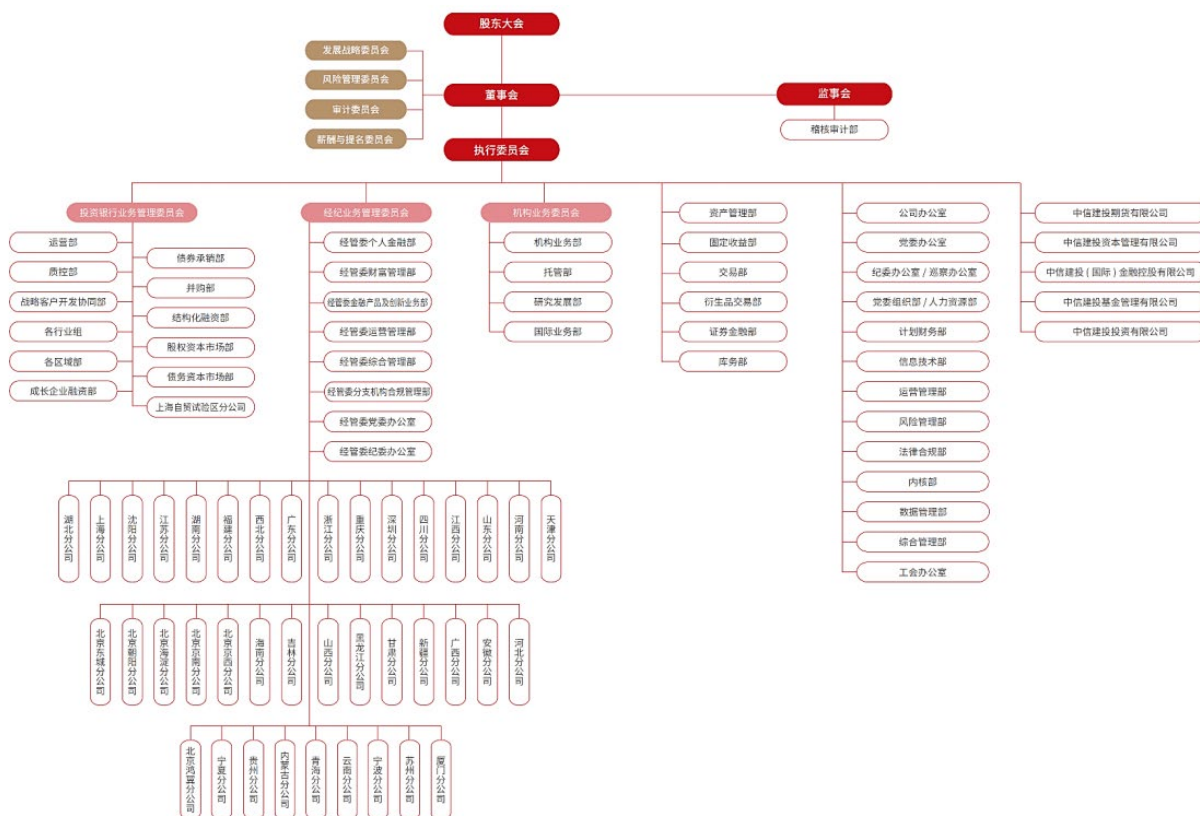 股东大会
发展战略委员会
风险管理委员会
审计委员会
薪酬与提名委员会
董事会
监事会
稽核审计部
执行委员会
投资银行业务管理委员会
运营部
质控部
战略客户开发协同部
各行业组
各区域部
成长企业融资部
债券承销部
并购部
结构化融资部
股权资本市场部
债务资本市场部
上海自贸试验区分公司
经纪业务管理委员会
经管委个人金融部
经管委财富管理部
经管委金融产品及创新业务部
经管委运营管理部
经管委综合管理部
经管委分支机构合规管理部
经管委党委办公室
经管委纪委办公室
湖北分公司
上海分公司
沈阳分公司
江苏分公司
湖南分公司
福建分公司
西北分公司
广东分公司
浙江分公司
重庆分公司
深圳分公司
四川分公司
江西分公司
山东分公司
河南分公司
天津分公司
北京东城分公司
北京朝阳分公司
北京海淀分公司
北京京南分公司
北京京西分公司
海南分公司
吉林分公司
山西分公司
黑龙江分公司
甘肃分公司
新疆分公司
广西分公司
安徽分公司
河北分公司
北京鸿翼分公司
宁夏分公司
贵州分公司
内蒙古分公司
青海分公司
云南分公司
宁波分公司
苏州分公司
厦门分公司
机构业务委员会
机构业务部
托管部
研究发展部
国际业务部
资产管理部
固定收益部
交易部
衍生品交易部
证券金融部
库务部
公司办公室
党委办公室
纪委办公室 / 巡察办公室
党委组织部 / 人力资源部
计划财务部
信息技术部
运营管理部
风险管理部
法律合规部
内核部
数据管理部
综合管理部
工会办公室
中信建投期货有限公司
中信建投资本管理有限公司
中信建投 ( 国际 ) 金融控股有限公司
中信建投基金管理有限公司
中信建投投资有限公司